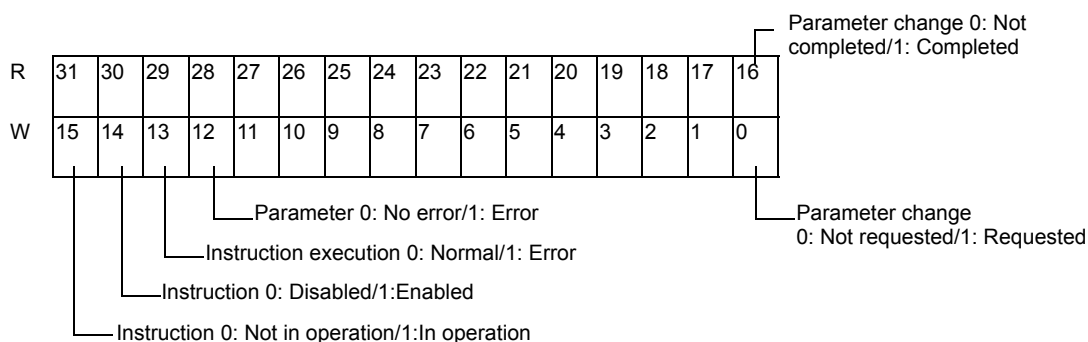 Parameter change 0: Not
completed/1: Completed
R 31 30 29 28 27 26 25 24 23 22 21 20 19 18 17 16
W 15 14 13 12 11 10 9 8 7 6 5 4 3 2 1 0
Parameter 0: No error/1: Error
Parameter change
0: Not requested/1: Requested
Instruction execution 0: Normal/1: Error
Instruction 0: Disabled/1:Enabled
Instruction 0: Not in operation/1:In operation